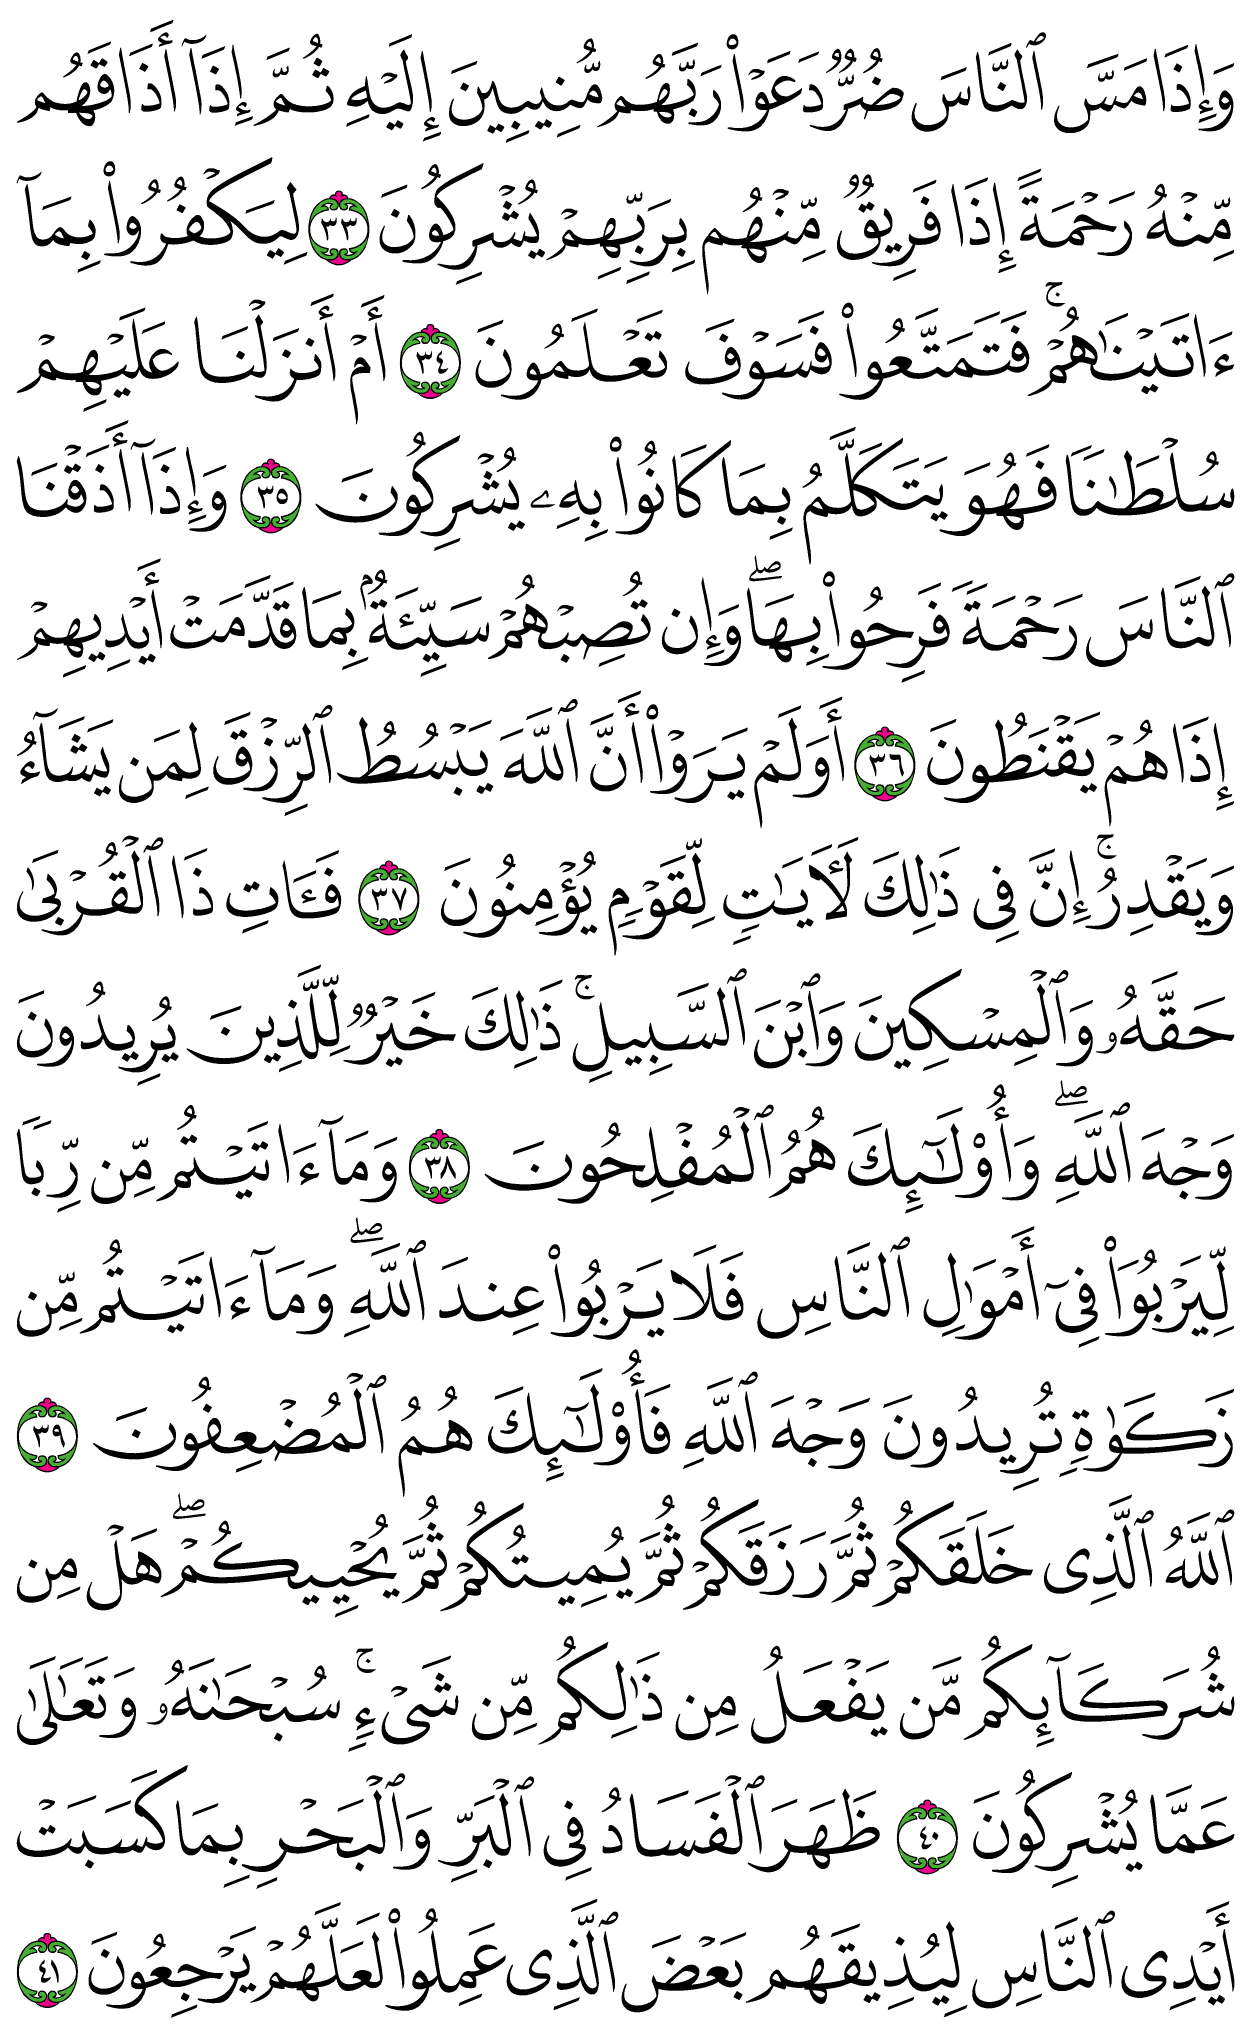 وَإِذَا مَسَّ ٱلنَّاسَ ضُرٌّ دَعَوْا۟ رَبَّهُم مُّنِيبِينَ إِلَيْهِ ثُمَّ إِذَآ أَذَاقَهُم
مِّنْهُ رَحْمَةً إِذَا فَرِيقٌ مِّنْهُم بِرَبِّهِمْ يُشْرِكُونَ ٣٣ لِيَكْفُرُوا۟ بِمَآ
ءَاتَيْنَٰهُمْ ۚ فَتَمَتَّعُوا۟ فَسَوْفَ تَعْلَمُونَ ٣٤ أَمْ أَنزَلْنَا عَلَيْهِمْ
سُلْطَٰنًا فَهُوَ يَتَكَلَّمُ بِمَا كَانُوا۟ بِهِۦ يُشْرِكُونَ ٣٥ وَإِذَآ أَذَقْنَا
ٱلنَّاسَ رَحْمَةً فَرِحُوا۟ بِهَا ۖ وَإِن تُصِبْهُمْ سَيِّئَةٌۢ بِمَا قَدَّمَتْ أَيْدِيهِمْ
إِذَا هُمْ يَقْنَطُونَ ٣٦ أَوَلَمْ يَرَوْا۟ أَنَّ ٱللَّهَ يَبْسُطُ ٱلرِّزْقَ لِمَن يَشَآءُ
وَيَقْدِرُ ۚ إِنَّ فِى ذَٰلِكَ لَءَايَٰتٍ لِّقَوْمٍ يُؤْمِنُونَ ٣٧ فَـَٔاتِ ذَا ٱلْقُرْبَىٰ
حَقَّهُۥ وَٱلْمِسْكِينَ وَٱبْنَ ٱلسَّبِيلِ ۚ ذَٰلِكَ خَيْرٌ لِّلَّذِينَ يُرِيدُونَ
وَجْهَ ٱللَّهِ ۖ وَأُو۟لَٰٓئِكَ هُمُ ٱلْمُفْلِحُونَ ٣٨ وَمَآ ءَاتَيْتُم مِّن رِّبًا
لِّيَرْبُوَا۟ فِىٓ أَمْوَٰلِ ٱلنَّاسِ فَلَا يَرْبُوا۟ عِندَ ٱللَّهِ ۖ وَمَآ ءَاتَيْتُم مِّن
زَكَوٰةٍ تُرِيدُونَ وَجْهَ ٱللَّهِ فَأُو۟لَٰٓئِكَ هُمُ ٱلْمُضْعِفُونَ ٣٩
ٱللَّهُ ٱلَّذِى خَلَقَكُمْ ثُمَّ رَزَقَكُمْ ثُمَّ يُمِيتُكُمْ ثُمَّ يُحْيِيكُمْ ۖ هَلْ مِن
شُرَكَآئِكُم مَّن يَفْعَلُ مِن ذَٰلِكُم مِّن شَىْءٍ ۚ سُبْحَٰنَهُۥ وَتَعَٰلَىٰ
عَمَّا يُشْرِكُونَ ٤٠ ظَهَرَ ٱلْفَسَادُ فِى ٱلْبَرِّ وَٱلْبَحْرِ بِمَا كَسَبَتْ
أَيْدِى ٱلنَّاسِ لِيُذِيقَهُم بَعْضَ ٱلَّذِى عَمِلُوا۟ لَعَلَّهُمْ يَرْجِعُونَ ٤١